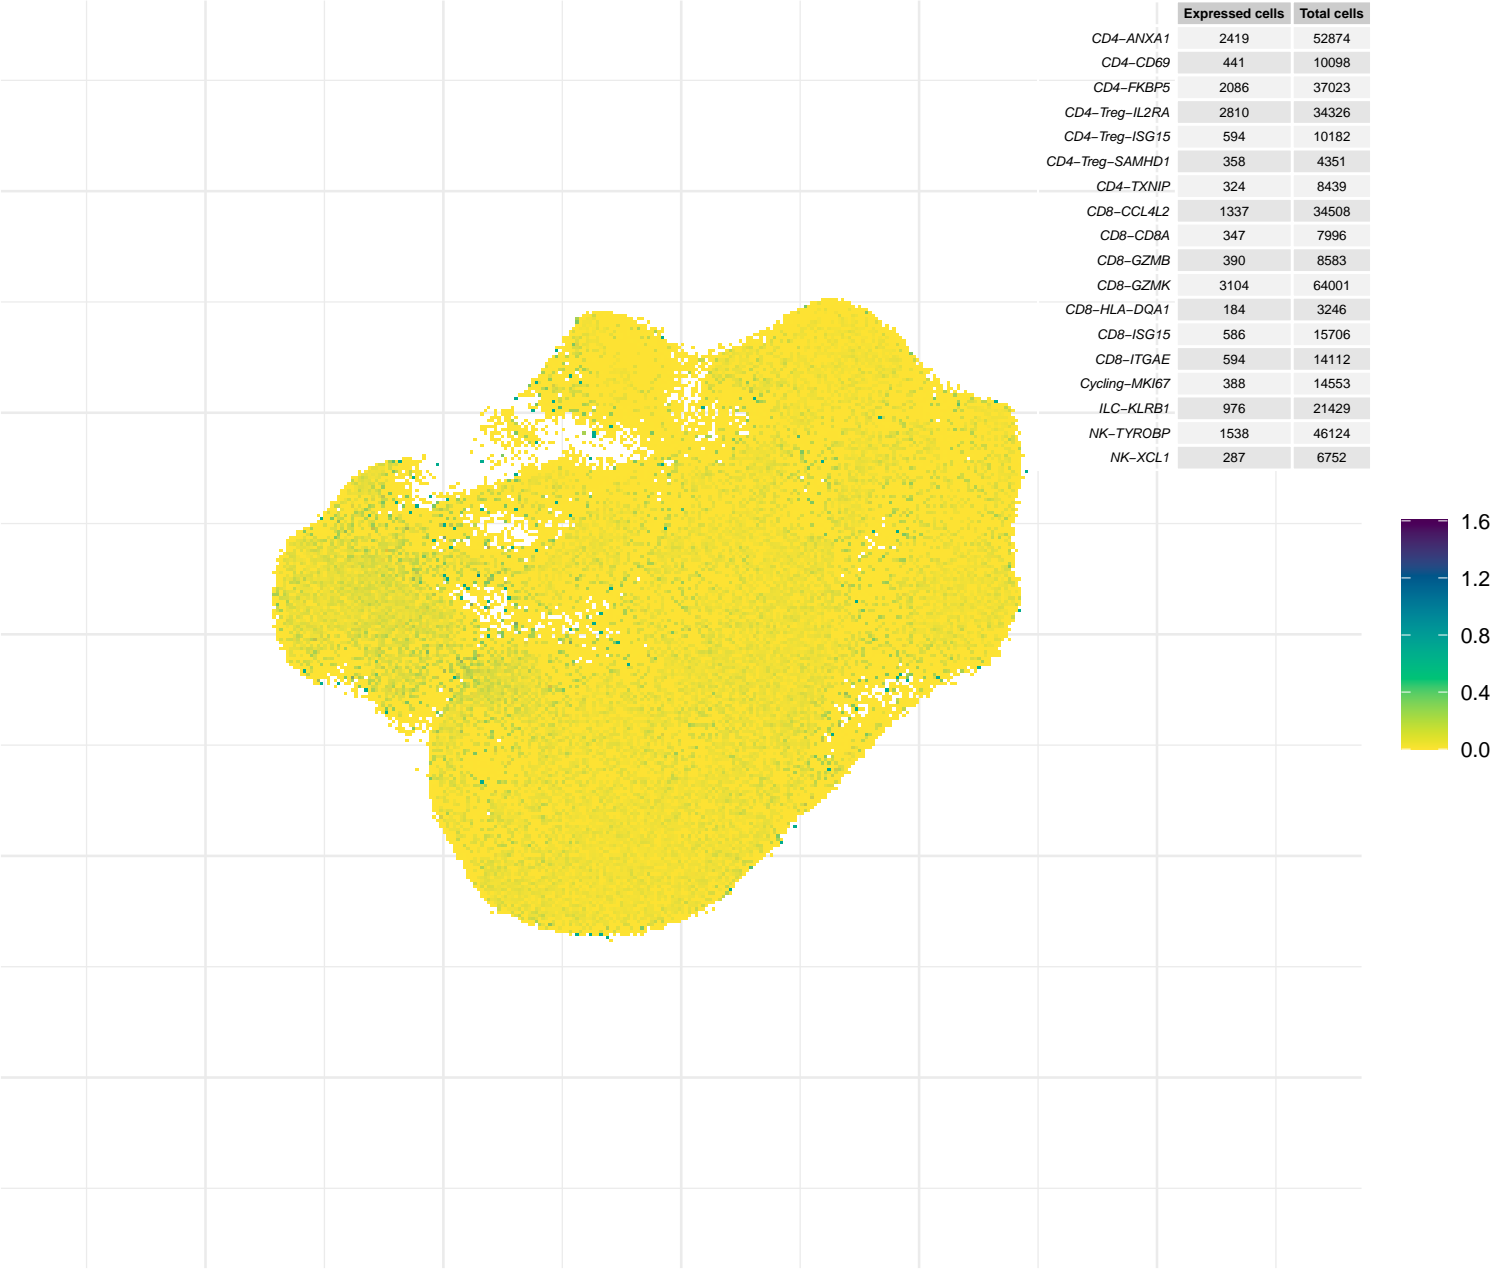 Expressed cells Total cells
CD4−ANXA1 2419 52874
CD4−CD69 441 10098
CD4−FKBP5 2086 37023
CD4−Treg−IL2RA 2810 34326
CD4−Treg−ISG15 594 10182
CD4−Treg−SAMHD1 358 4351
CD4−TXNIP 324 8439
CD8−CCL4L2 1337 34508
CD8−CD8A 347 7996
CD8−GZMB 390 8583
CD8−GZMK 3104 64001
CD8−HLA−DQA1 184 3246
CD8−ISG15 586 15706
CD8−ITGAE 594 14112
Cycling−MKI67 388 14553
ILC−KLRB1 976 21429
NK−TYROBP 1538 46124
NK−XCL1 287 6752
1.6
1.2
0.8
0.4
0.0